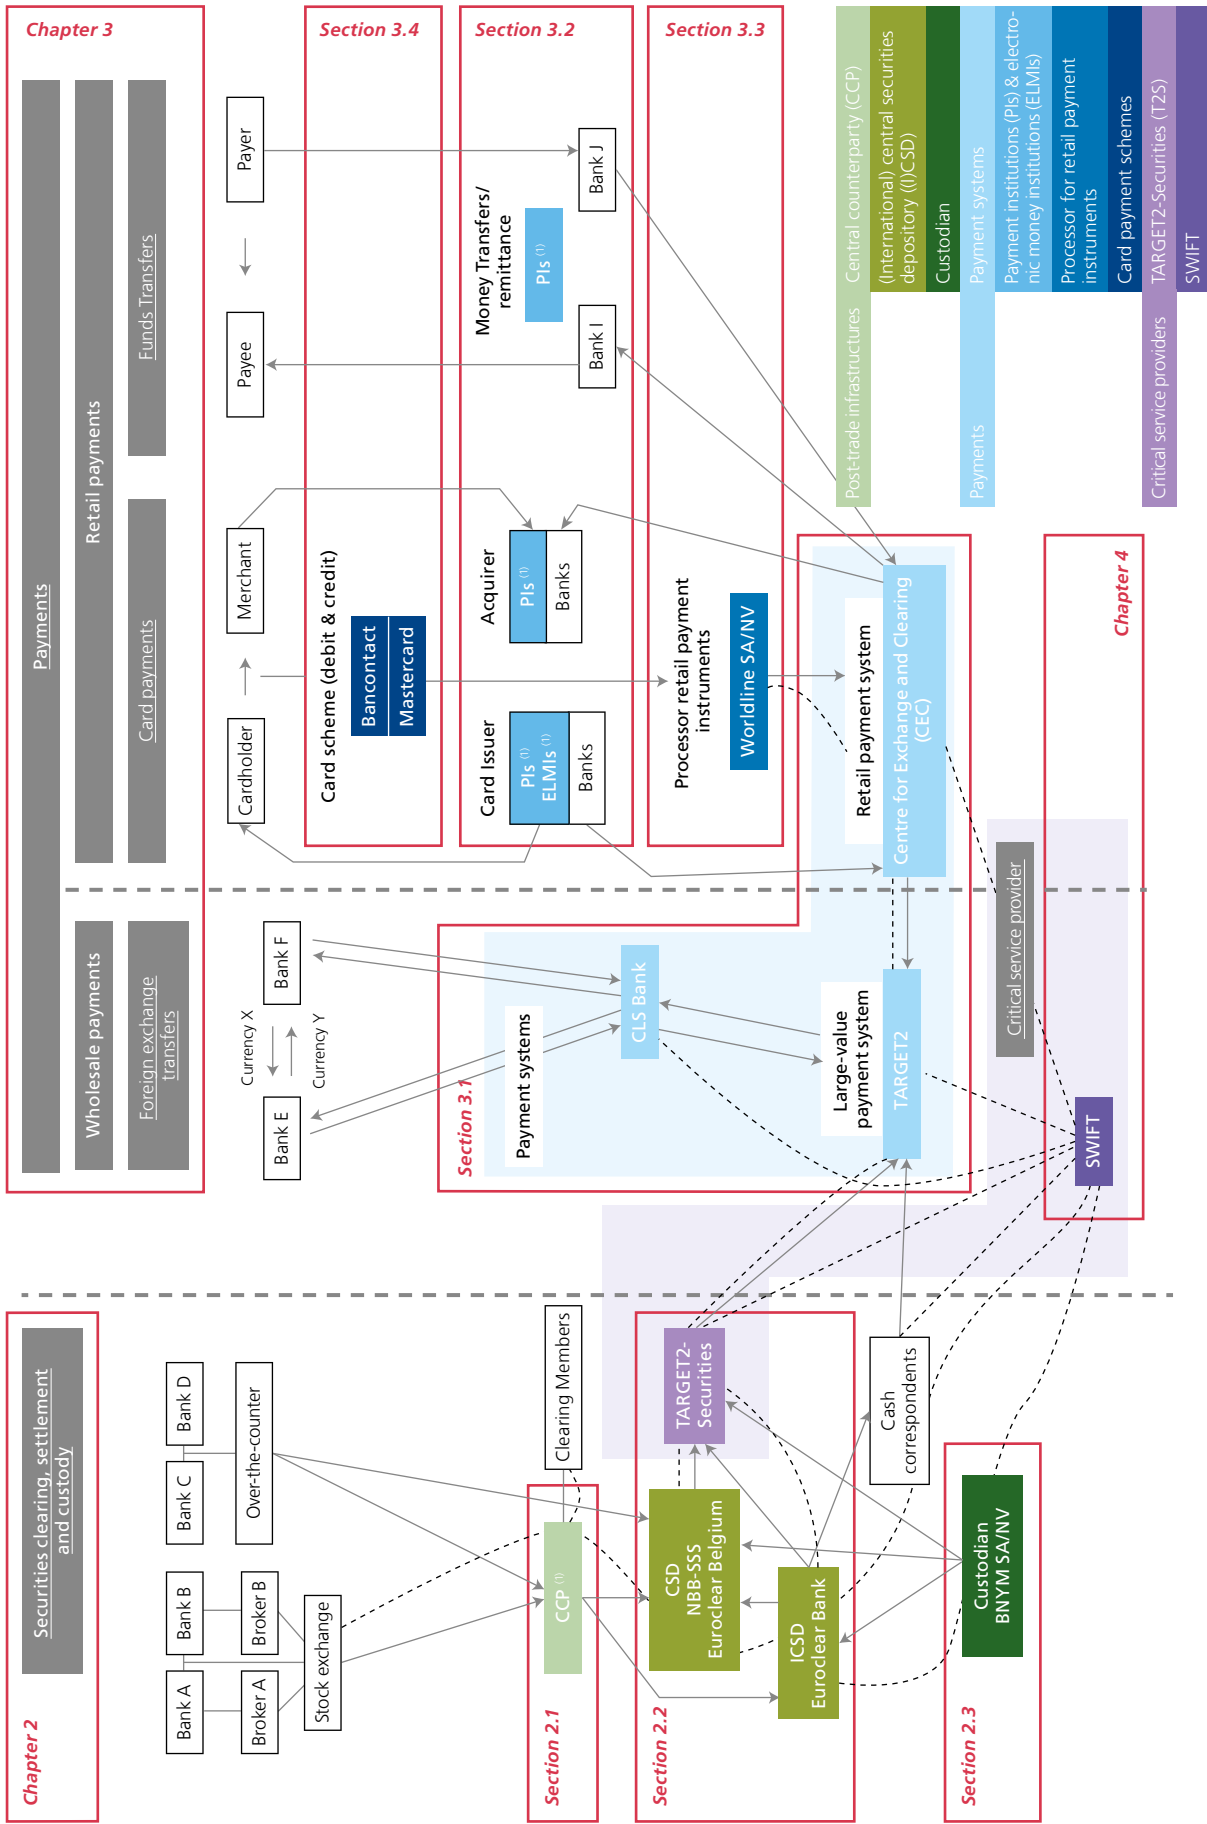 Chapter 2
Securities clearing, settlement
and custody
Bank A
Bank B
Bank C
Bank D
Broker A
Broker B
Over-the-counter
Stock exchange
Section 2.1
CCP (1)
Clearing Members
Section 2.2
CSD
NBB-SSS
Euroclear Belgium
TARGET2-
Securities
ICSD
Euroclear Bank
Cash
correspondents
Section 2.3
Custodian
BNYM SA/NV
Chapter 3
Payments
Wholesale payments
Retail payments
Foreign exchange
transfers
Card payments
Funds Transfers
Bank E
Currency X
Currency Y
Bank F
Cardholder
Merchant
Payee
Payer
Section 3.4
Card scheme (debit & credit)
Bancontact
Mastercard
Section 3.2
Card Issuer
PIs (1)
ELMIs (1)
Banks
Acquirer
PIs (1)
Banks
Money Transfers/
remittance
PIs (1)
Bank I
Bank J
Section 3.3
Processor retail payment
instruments
Worldline SA/NV
Section 3.1
Payment systems
CLS Bank
Large-value
payment system
TARGET2
Retail payment system
Centre for Exchange and Clearing
(CEC)
Critical service provider
SWIFT
Chapter 4
Post-trade infrastructures
Central counterparty (CCP)
(International) central securities
depository ((I)CSD)
Custodian
Payments
Payment systems
Payment institutions (PIs) & electro-
nic money institutions (ELMIs)
Processor for retail payment
instruments
Card payment schemes
Critical service providers
TARGET2-Securities (T2S)
SWIFT